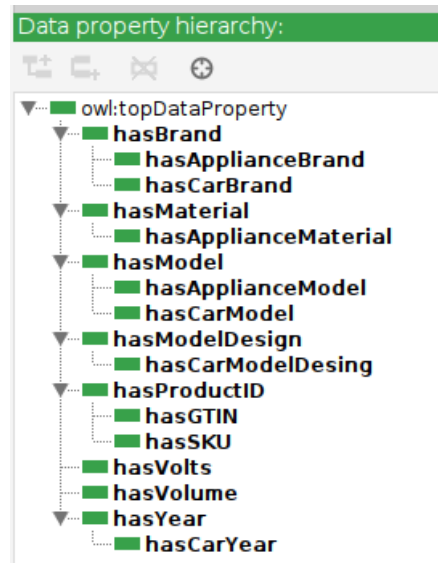 Data property hierarchy:
owl:topDataProperty
hasBrand
hasApplianceBrand
hasCarBrand
hasMaterial
hasApplianceMaterial
hasModel
hasApplianceModel
hasCarModel
hasModelDesign
hasCarModelDesing
hasProductID
hasGTIN
hasSKU
hasVolts
hasVolume
hasYear
hasCarYear